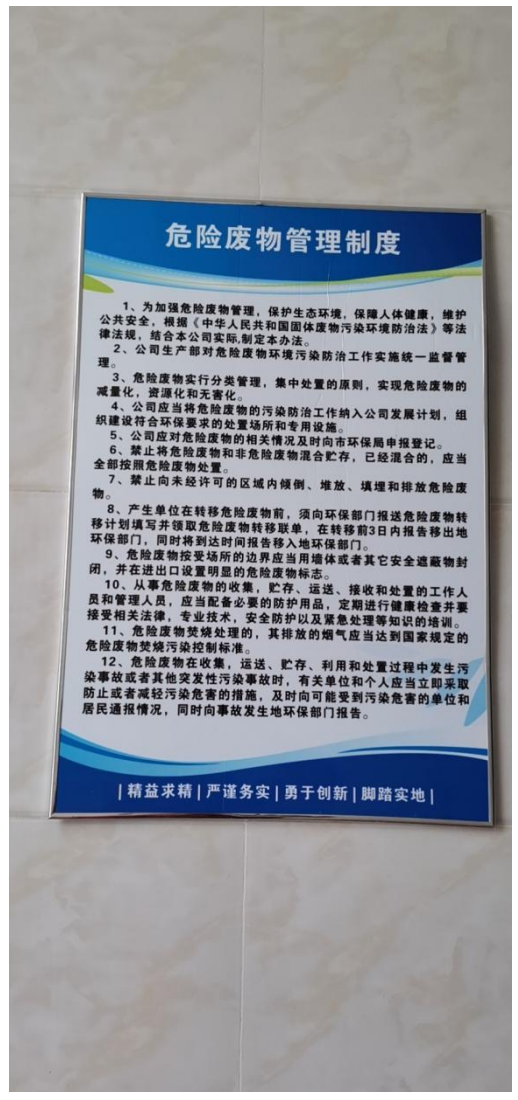 危险废物管理制度
1、为加强危险废物管理，保护生态环境，保障人体健康，维护
公共安全，根据《中华人民共和国固体废物污染环境防治法》等法
律法规，结合本公司实际,制定本办法。
2、公司生产部对危险废物环境污染防治工作实施统一监督管
理。
3、危险废物实行分类管理，集中处置的原则，实现危险废物的
减量化，资源化和无害化。
4、公司应当将危险废物的污染防治工作纳入公司发展计划，组
织建设符合环保要求的处置场所和专用设施。
5、公司应对危险废物的相关情况及时向市环保局申报登记。
6、禁止将危险废物和非危险废物混合贮存，已经混合的，应当
全部按照危险废物处置。
7、禁止向未经许可的区域内倾倒、堆放、填埋和排放危险废
物。
8、产生单位在转移危险废物前，须向环保部门报送危险废物转
移计划填写并领取危险废物转移联单，在转移前3日内报告移出地
环保部门，同时将到达时间报告移入地环保部门。
9、危险废物按受场所的边界应当用墙体或者其它安全遮蔽物封
闭，并在进出口设置明显的危险废物标志。
10、从事危险废物的收集，贮存、运送、接收和处置的工作人
员和管理人员，应当配备必要的防护用品，定期进行健康检查并要
接受相关法律，专业技术，安全防护以及紧急处理等知识的培训。
11、危险废物焚烧处理的，其排放的烟气应当达到国家规定的
危险废物焚烧污染控制标准。
12、危险废物在收集，运送、贮存、利用和处置过程中发生污
染事故或者其他突发性污染事故时，有关单位和个人应当立即采取
防止或者减轻污染危害的措施，及时向可能受到污染危害的单位和
居民通报情况，同时向事故发生地环保部门报告。
|精益求精|严谨务实|勇于创新|脚踏实地|